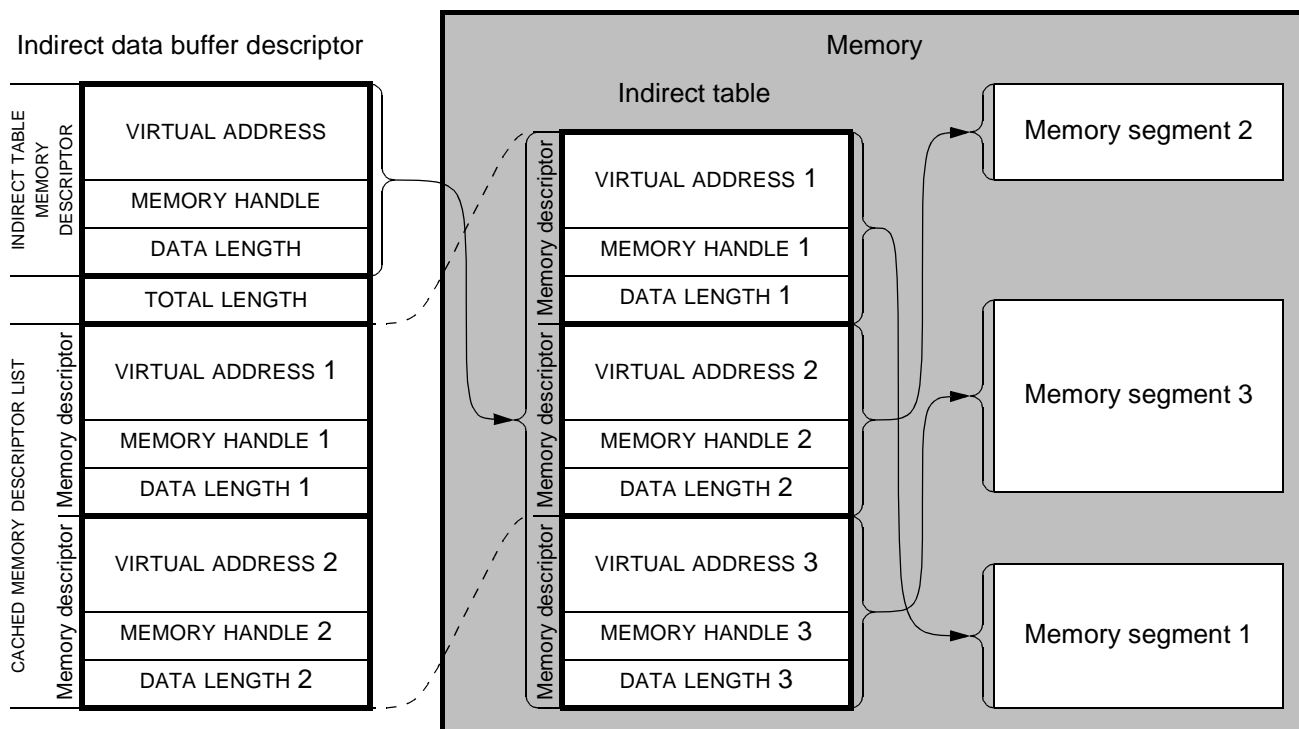 Indirect data buffer descriptor
INDIRECT TABLE
MEMORY
DESCRIPTOR
VIRTUAL ADDRESS
MEMORY HANDLE
DATA LENGTH
TOTAL LENGTH
CACHED MEMORY DESCRIPTOR LIST
Memory descriptor
VIRTUAL ADDRESS 1
MEMORY HANDLE 1
DATA LENGTH 1
Memory descriptor
VIRTUAL ADDRESS 2
MEMORY HANDLE 2
DATA LENGTH 2
Memory
Indirect table
Memory descriptor
VIRTUAL ADDRESS 1
MEMORY HANDLE 1
DATA LENGTH 1
Memory descriptor
VIRTUAL ADDRESS 2
MEMORY HANDLE 2
DATA LENGTH 2
Memory descriptor
VIRTUAL ADDRESS 3
MEMORY HANDLE 3
DATA LENGTH 3
Memory segment 2
Memory segment 3
Memory segment 1